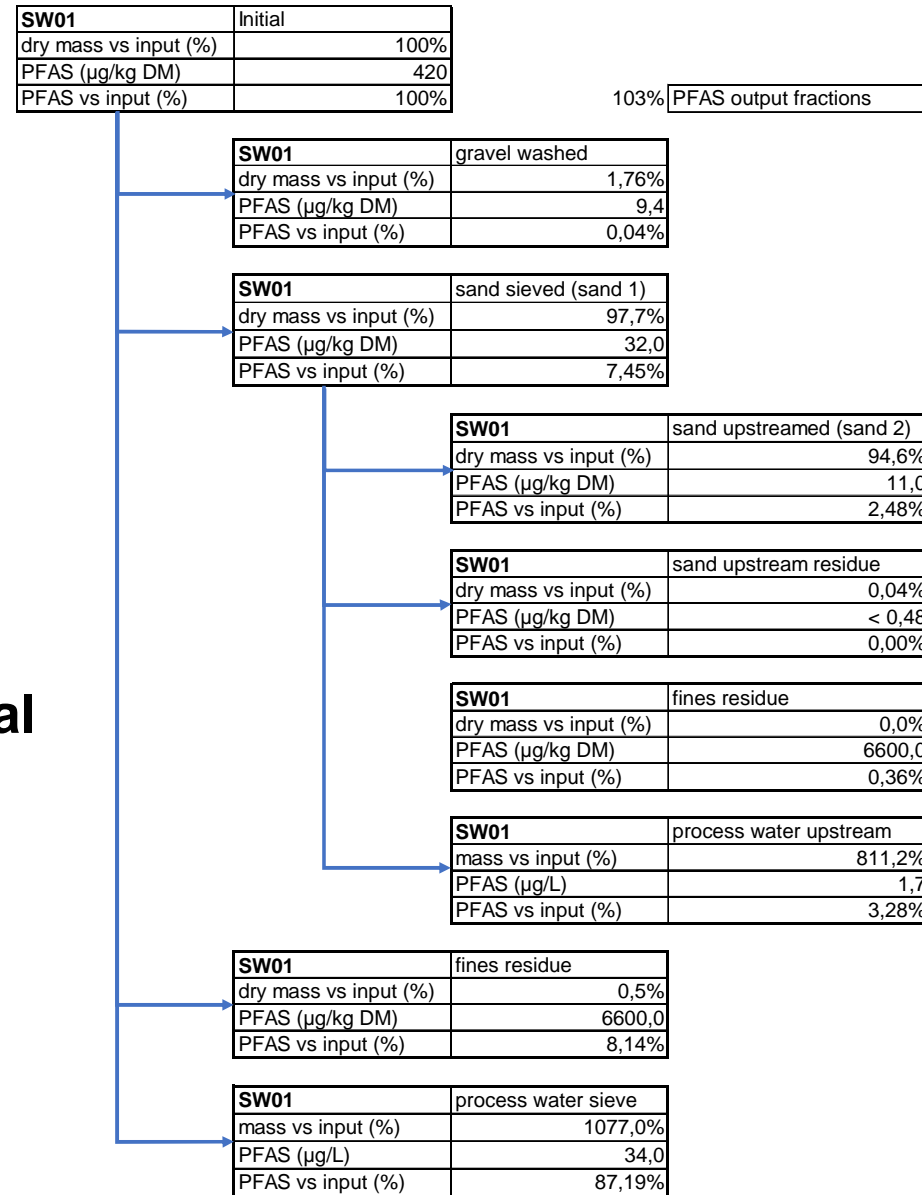 SW01 Initial
dry mass vs input (%) 100%
PFAS (µg/kg DM) 420
PFAS vs input (%) 100%
103% PFAS output fractions
SW01 gravel washed
dry mass vs input (%) 1,76%
PFAS (µg/kg DM) 9,4
PFAS vs input (%) 0,04%
SW01 sand sieved (sand 1)
dry mass vs input (%) 97,7%
PFAS (µg/kg DM) 32,0
PFAS vs input (%) 7,45%
SW01 sand upstreamed (sand 2)
dry mass vs input (%) 94,6%
PFAS (µg/kg DM) 11,0
PFAS vs input (%) 2,48%
SW01 sand upstream residue
dry mass vs input (%) 0,04%
PFAS (µg/kg DM) < 0,48
PFAS vs input (%) 0,00%
al
SW01 fines residue
dry mass vs input (%) 0,0%
PFAS (µg/kg DM) 6600,0
PFAS vs input (%) 0,36%
SW01 process water upstream
mass vs input (%) 811,2%
PFAS (µg/L) 1,7
PFAS vs input (%) 3,28%
SW01 fines residue
dry mass vs input (%) 0,5%
PFAS (µg/kg DM) 6600,0
PFAS vs input (%) 8,14%
SW01 process water sieve
mass vs input (%) 1077,0%
PFAS (µg/L) 34,0
PFAS vs input (%) 87,19%